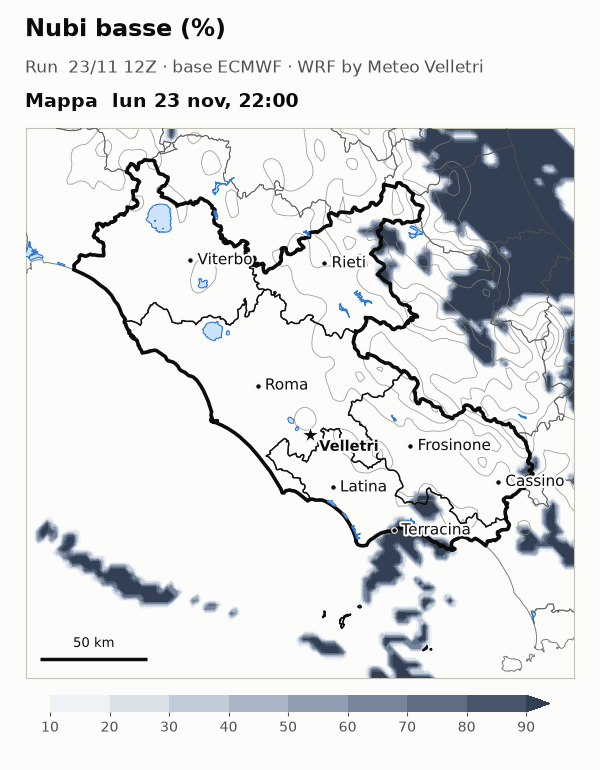 Nubi basse (%)
Run  23/11 12Z · base ECMWF · WRF by Meteo Velletri
Mappa  lun 23 nov, 22:00
Viterbo
Rieti
Roma
Velletri
Frosinone
Cassino
Latina
Terracina
50 km
10 20 30 40 50 60 70 80 90